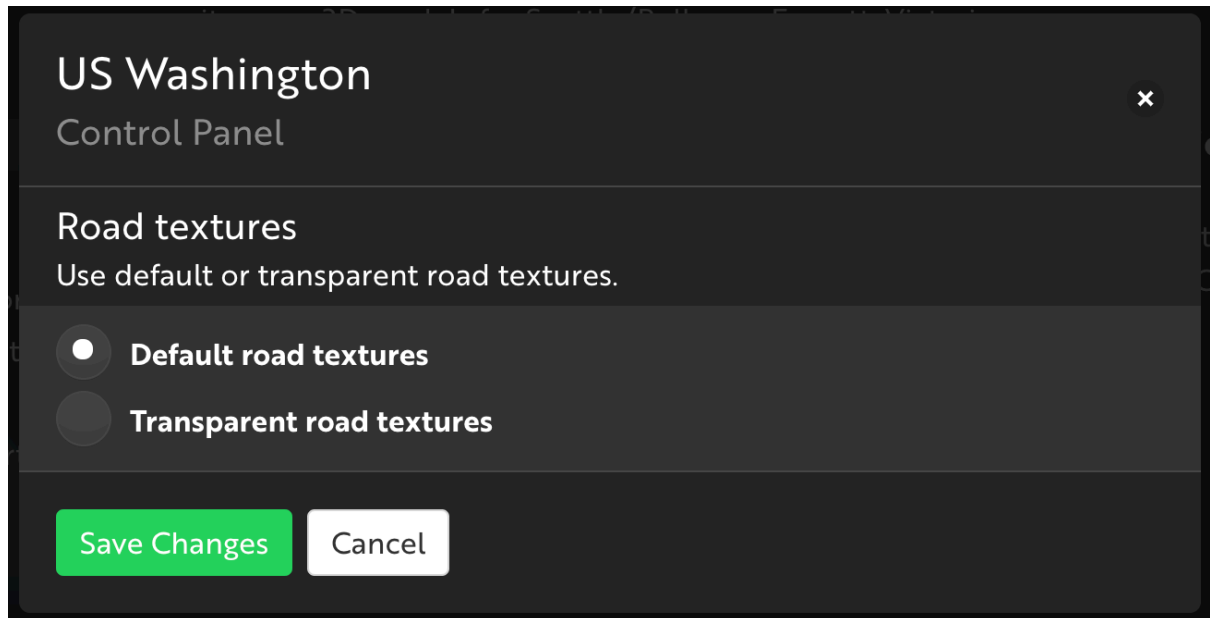 US Washington
Control Panel
Road textures
Use default or transparent road textures.
Default road textures
Transparent road textures
Save Changes
Cancel